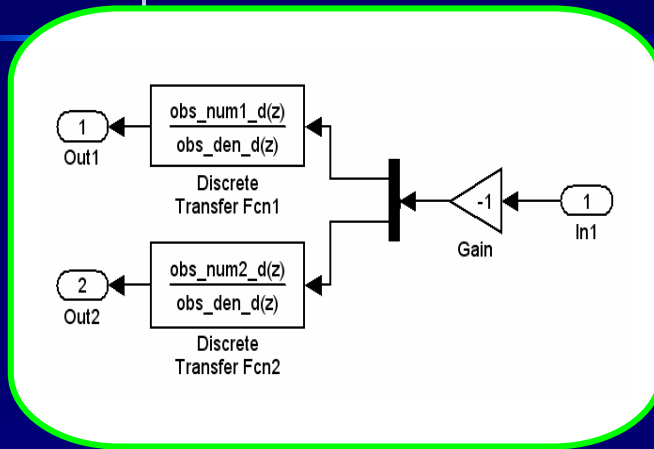 obs_num1_d(z)
obs_den_d(z)
1
Out1
Discrete
Transfer Fcn1
-1
Gain
1
In1
obs_num2_d(z)
obs_den_d(z)
2
Out2
Discrete
Transfer Fcn2